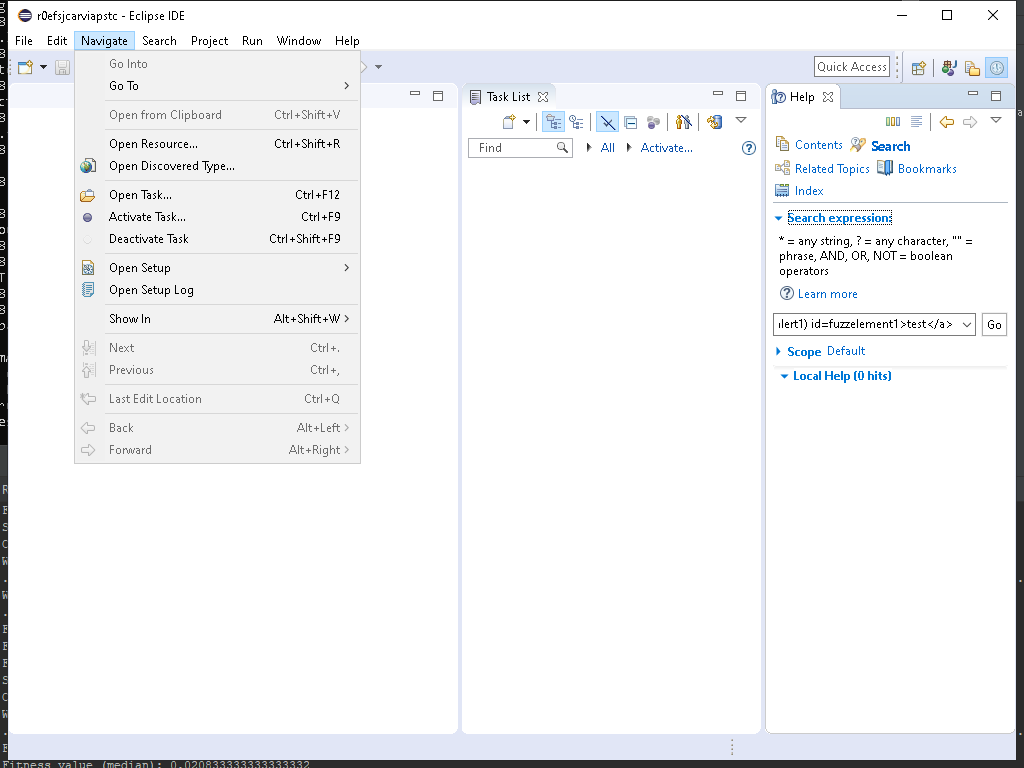 r0efsjcarviapstc - Eclipse IDE
File Edit Navigate Search Project Run Window Help
Quick Access
Go Into
Go To
Open from Clipboard Ctrl+Shift+V
Open Resource... Ctrl+Shift+R
Open Discovered Type...
Open Task... Ctrl+F12
Activate Task... Ctrl+F9
Deactivate Task Ctrl+Shift+F9
Open Setup
Open Setup Log
Show In Alt+Shift+W
Next Ctrl+.
Previous Ctrl+,
Last Edit Location Ctrl+Q
Back Alt+Left
Forward Alt+Right
Task List
Find All Activate...
Help
Contents Search
Related Topics Bookmarks
Index
Search expression:
* = any string, ? = any character, "" =
phrase, AND, OR, NOT = boolean
operators
Learn more
lert1) id=fuzzelement1>test</a> Go
Scope Default
Local Help (0 hits)
Fitness value (median): 0.020833333333333332